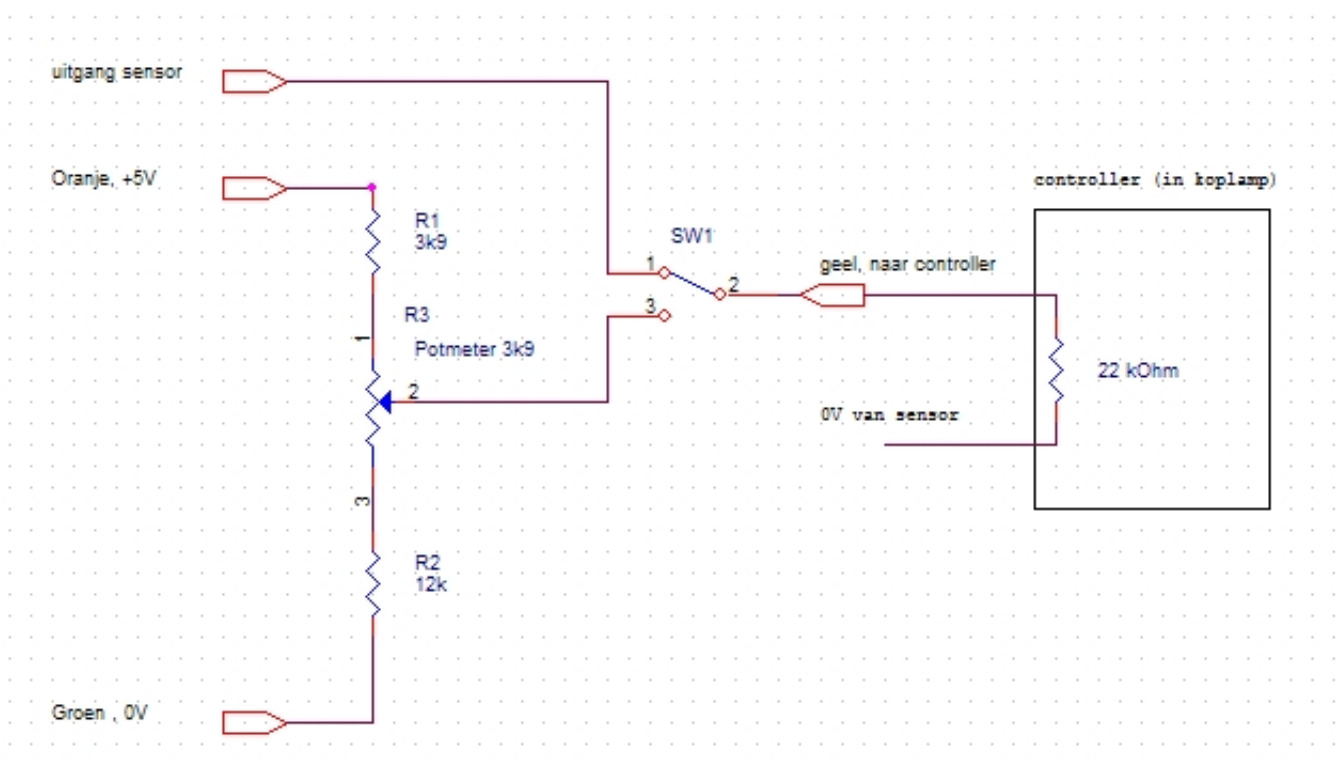 uitgang sensor
Oranje, +5V
controller (in koplamp)
R1
3k9
SW1
1
geel, naar controller
2
3
R3
1
Potmeter 3k9
22 kOhm
2
0V van sensor
3
R2
12k
Groen , 0V